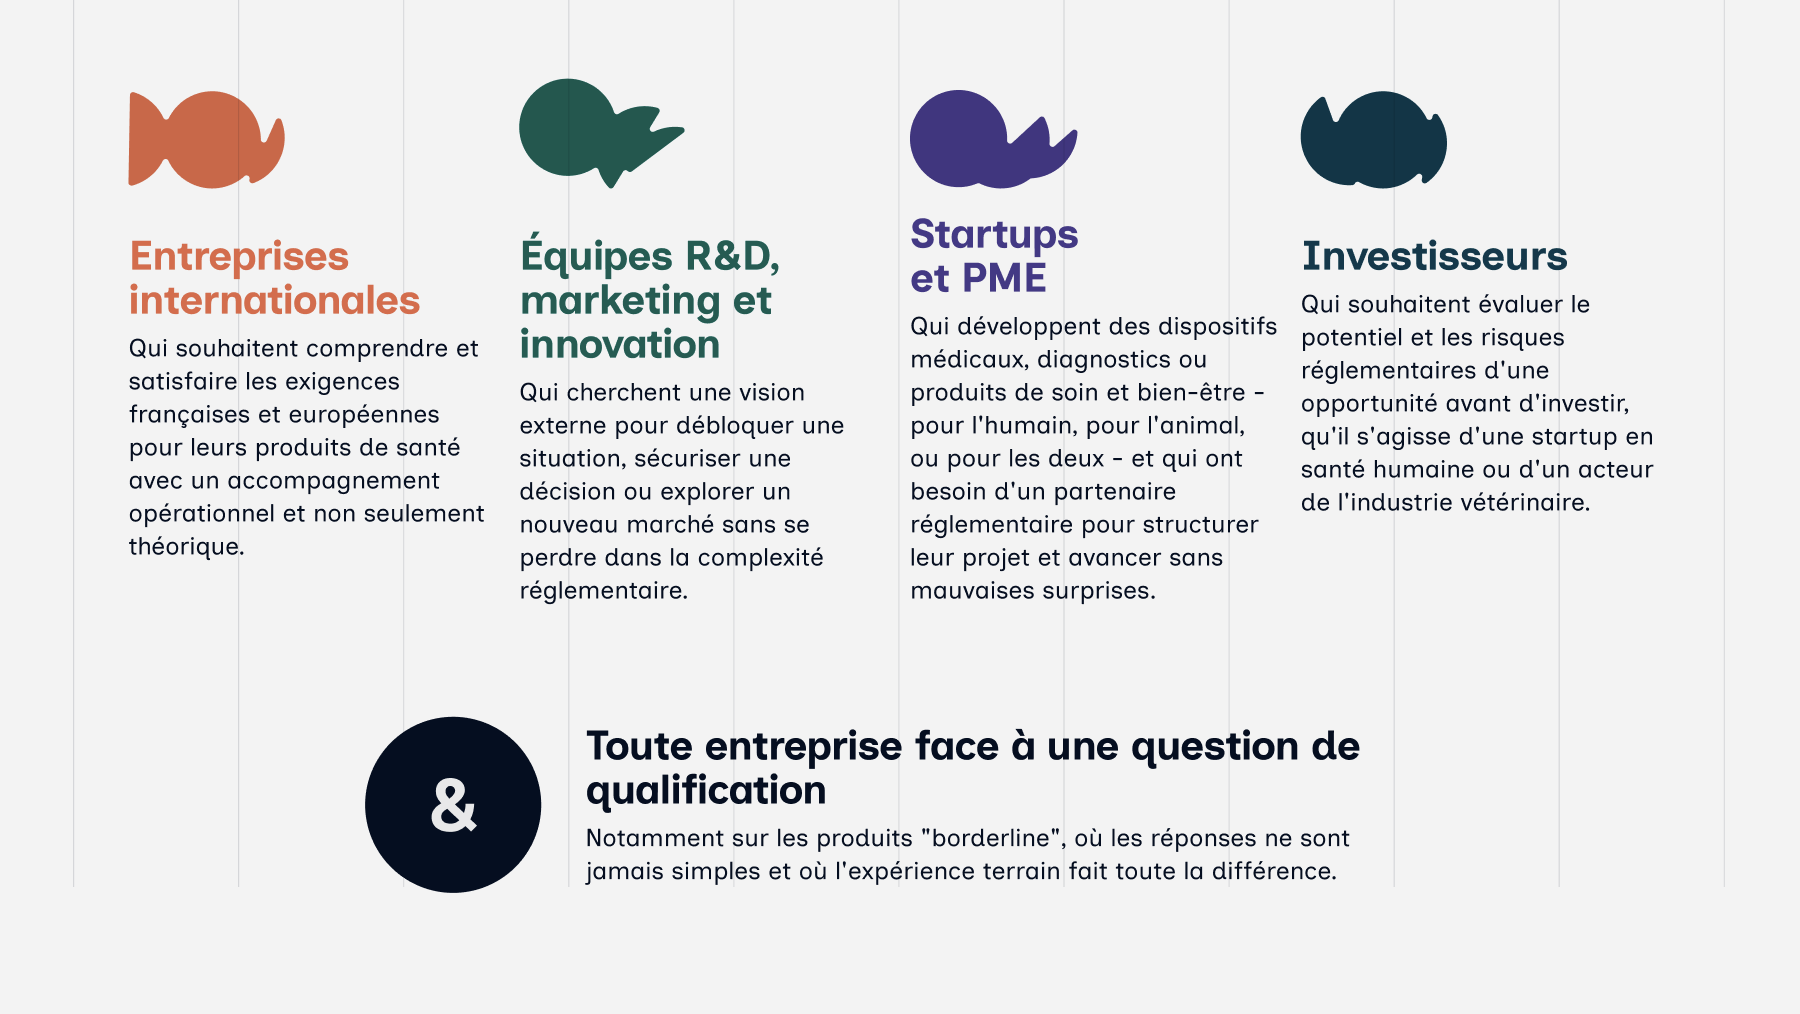 Entreprises
internationales
Qui souhaitent comprendre et
satisfaire les exigences
françaises et européennes
pour leurs produits de santé
avec un accompagnement
opérationnel et non seulement
théorique.
Équipes R&D,
marketing et
innovation
Qui cherchent une vision
externe pour débloquer une
situation, sécuriser une
décision ou explorer un
nouveau marché sans se
perdre dans la complexité
réglementaire.
Startups
et PME
Qui développent des dispositifs
médicaux, diagnostics ou
produits de soin et bien-être -
pour l'humain, pour l'animal,
ou pour les deux - et qui ont
besoin d'un partenaire
réglementaire pour structurer
leur projet et avancer sans
mauvaises surprises.
Investisseurs
Qui souhaitent évaluer le
potentiel et les risques
réglementaires d'une
opportunité avant d'investir,
qu'il s'agisse d'une startup en
santé humaine ou d'un acteur
de l'industrie vétérinaire.
&
Toute entreprise face à une question de
qualification
Notamment sur les produits "borderline", où les réponses ne sont
jamais simples et où l'expérience terrain fait toute la différence.